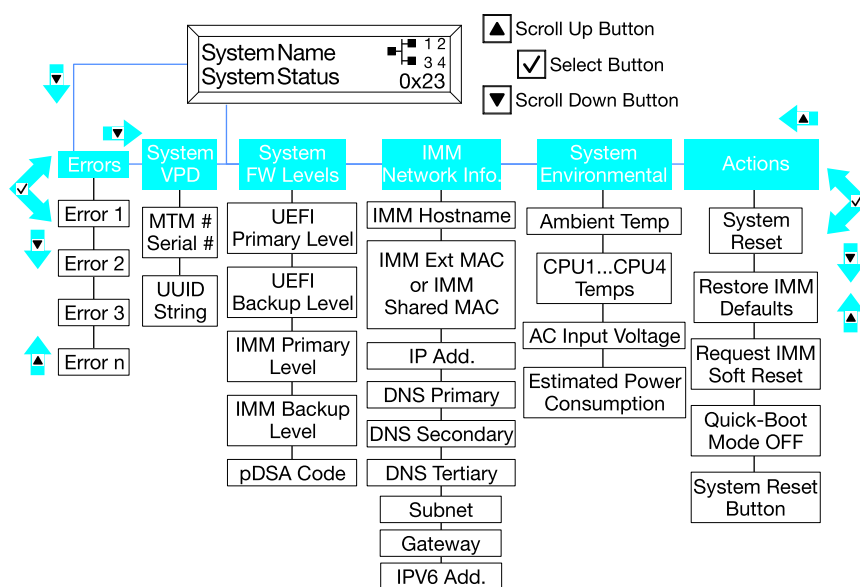 System Name
System Status
1 2
3 4
0x23
Scroll Up Button
Select Button
Scroll Down Button
Errors
Error 1
Error 2
Error 3
Error n
System
VPD
MTM #
Serial #
UUID
String
System
FW Levels
UEFI
Primary Level
UEFI
Backup Level
IMM Primary
Level
IMM Backup
Level
pDSA Code
IMM
Network Info.
IMM Hostname
IMM Ext MAC
or IMM
Shared MAC
IP Add.
DNS Primary
DNS Secondary
DNS Tertiary
Subnet
Gateway
IPV6 Add.
System
Environmental
Ambient Temp
CPU1...CPU4
Temps
AC Input Voltage
Estimated Power
Consumption
Actions
System
Reset
Restore IMM
Defaults
Request IMM
Soft Reset
Quick-Boot
Mode OFF
System Reset
Button